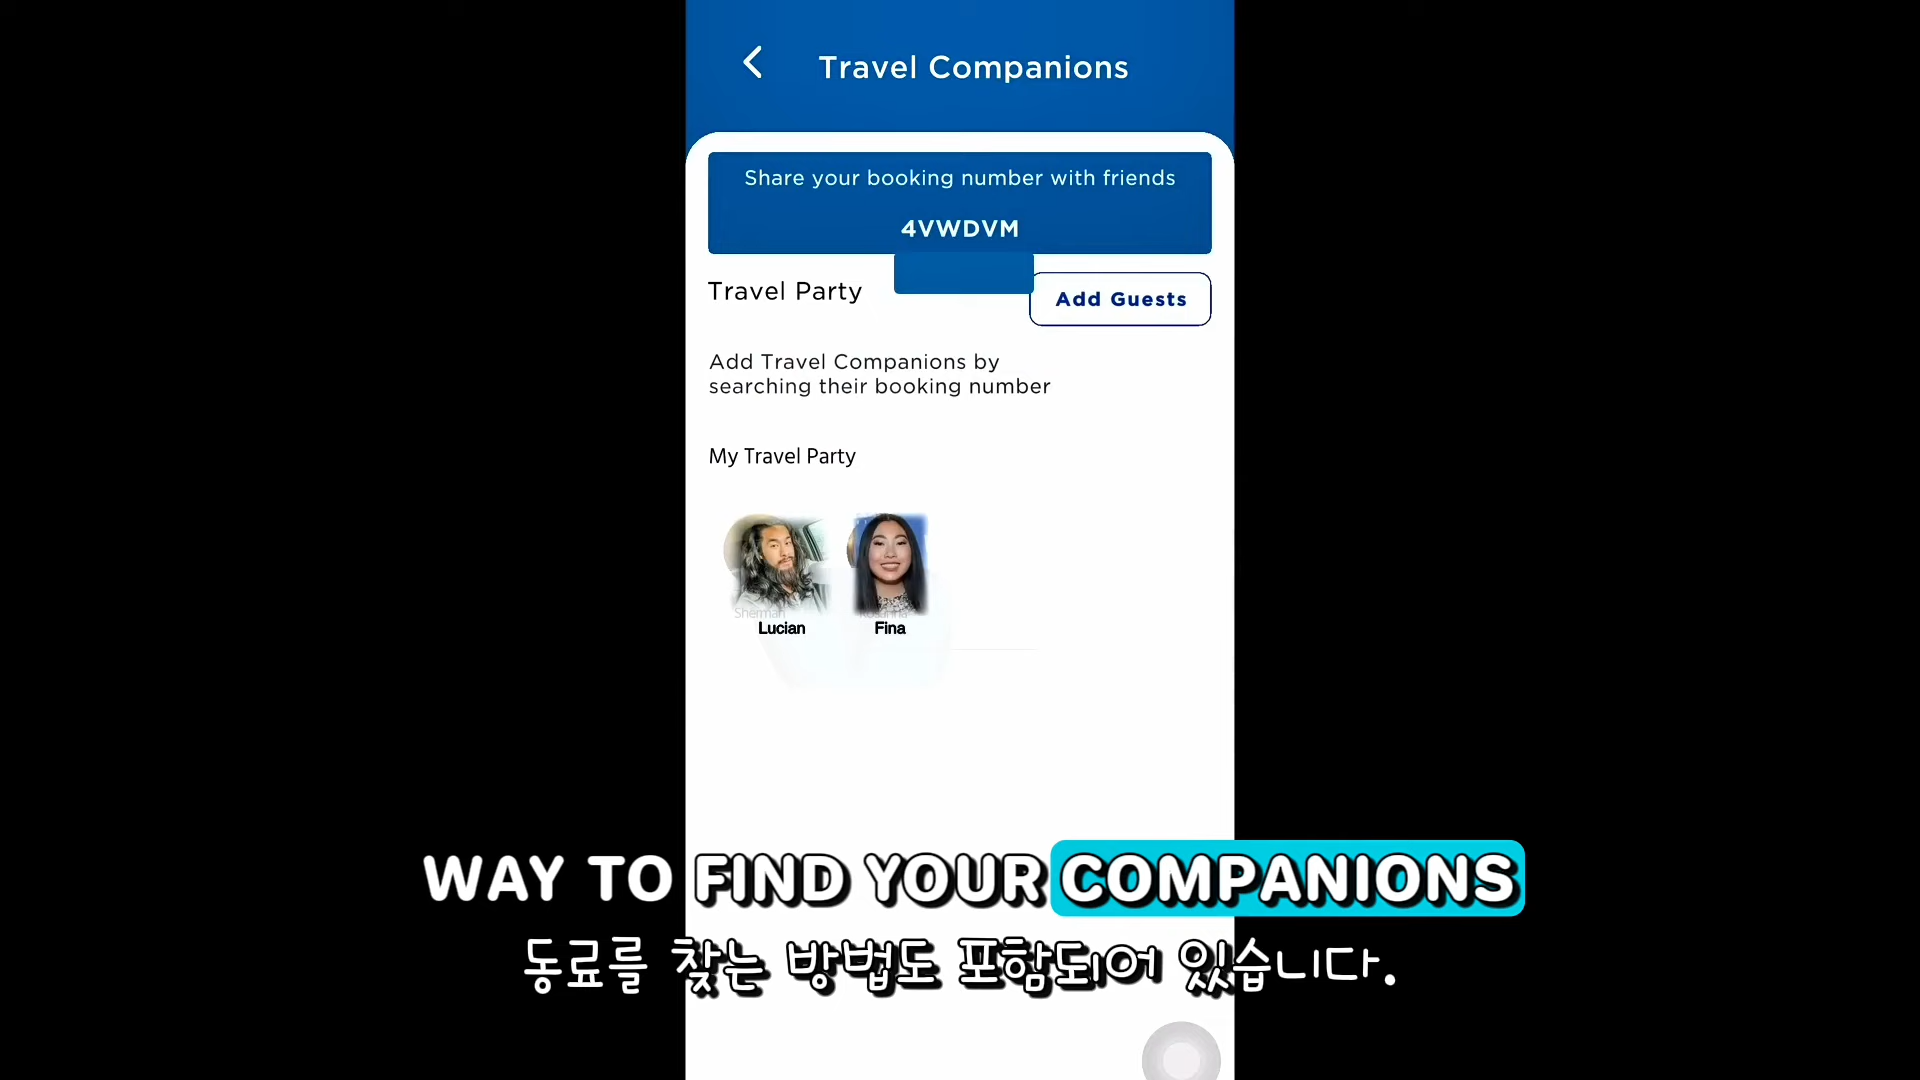 Travel Companions
Share your booking number with friends
4VWDVM
Travel Party
Add Guests
Add Travel Companions by
searching their booking number
My Travel Party
Sherman
Lucian
Fina
WAY TO FIND YOUR COMPANIONS
동료를 찾는 방법도 포함되어 있습니다.